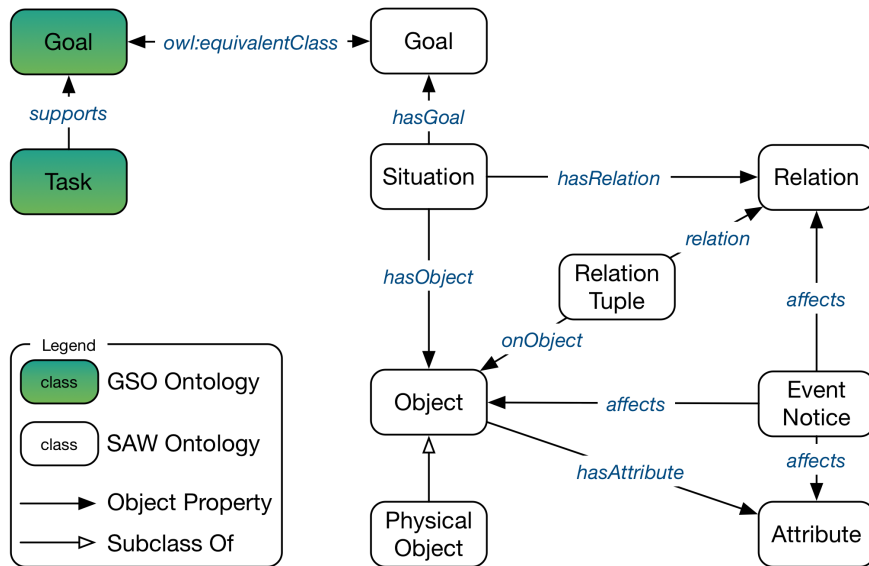 Goal
owl:equivalentClass
Goal
supports
hasGoal
Task
Situation
hasRelation
Relation
relation
hasObject
Relation
Tuple
affects
onObject
Legend
class GSO Ontology
class SAW Ontology
Object Property
Subclass Of
Object
affects
Event
Notice
hasAttribute
affects
Physical
Object
Attribute